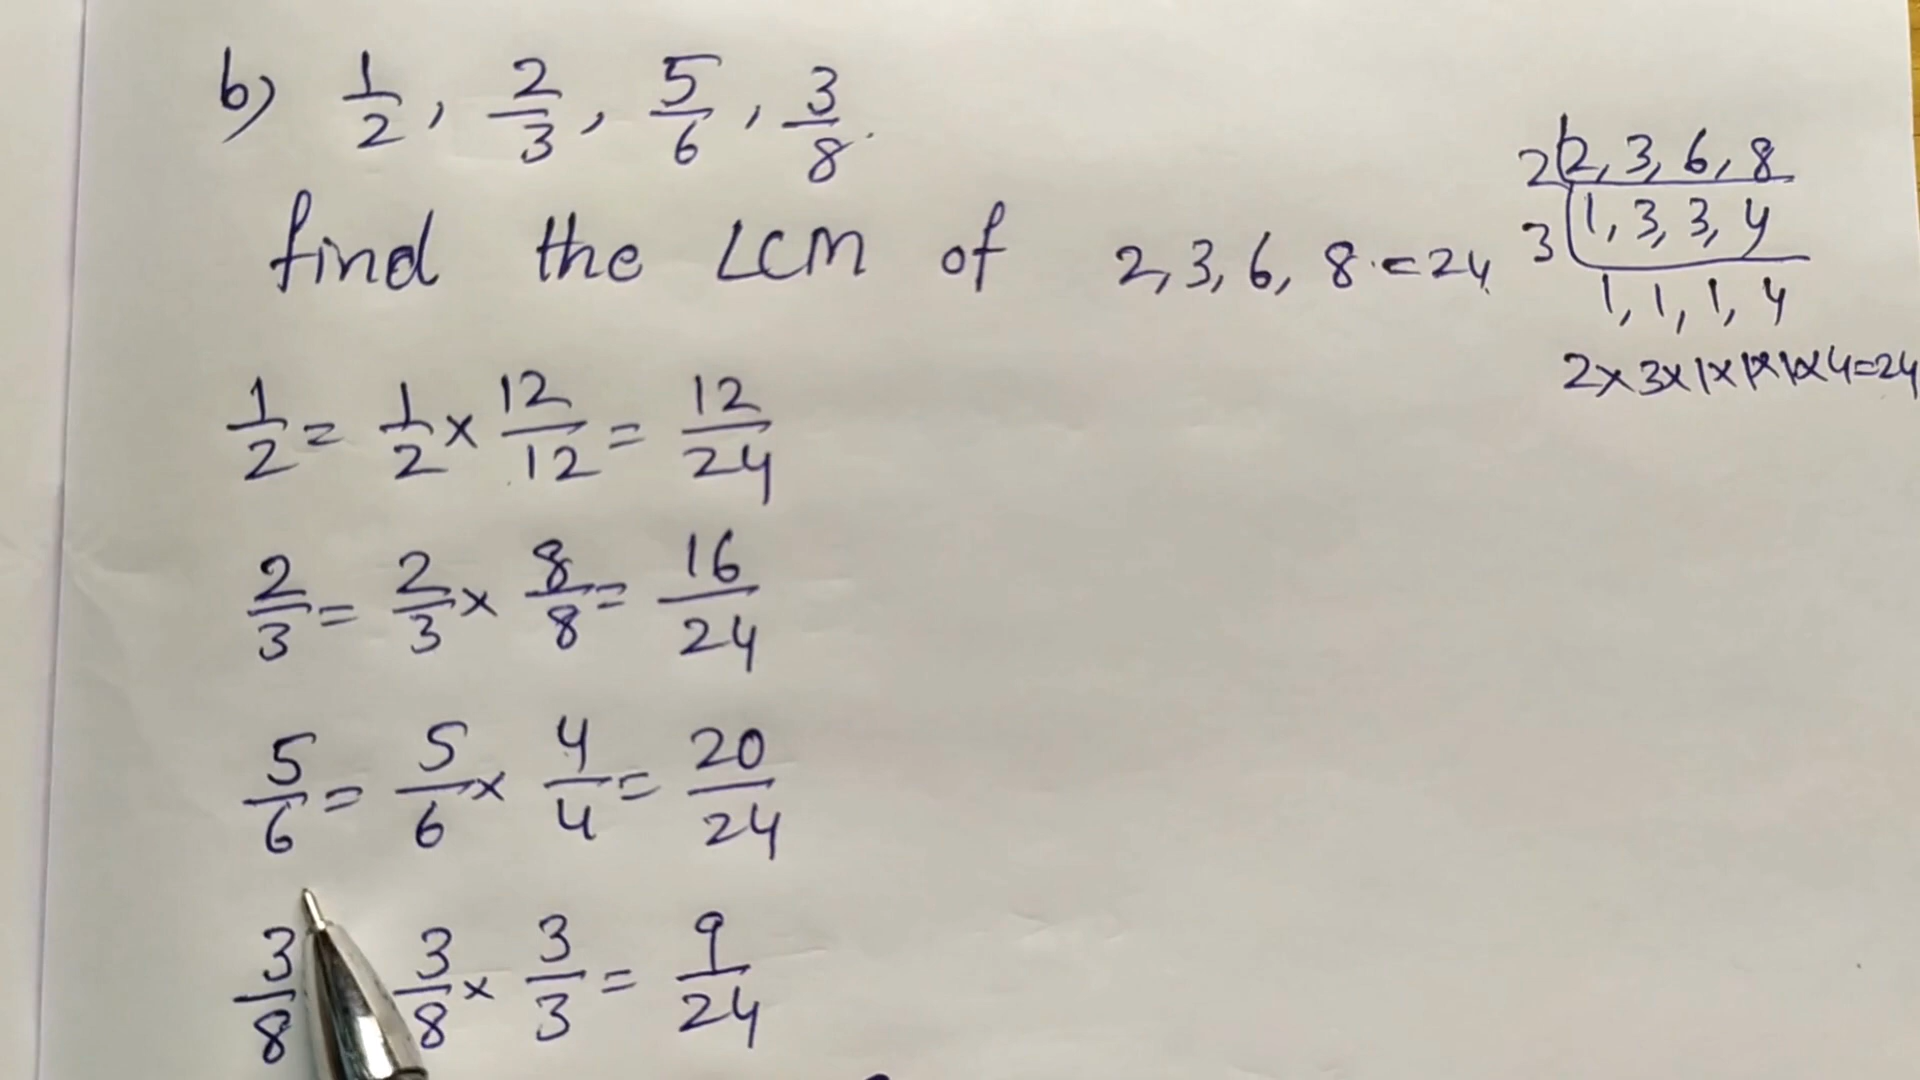 b) 1/2, 2/3, 5/6, 3/8.
find the LCM of 2,3,6,8.=24.
2 2,3,6,8
3 1,3,3,4
1,1,1,4
2×3×1×1×1×4=24
1/2 = 1/2 × 12/12 = 12/24
2/3 = 2/3 × 8/8 = 16/24
5/6 = 5/6 × 4/4 = 20/24
3/8 3/8 × 3/3 = 9/24